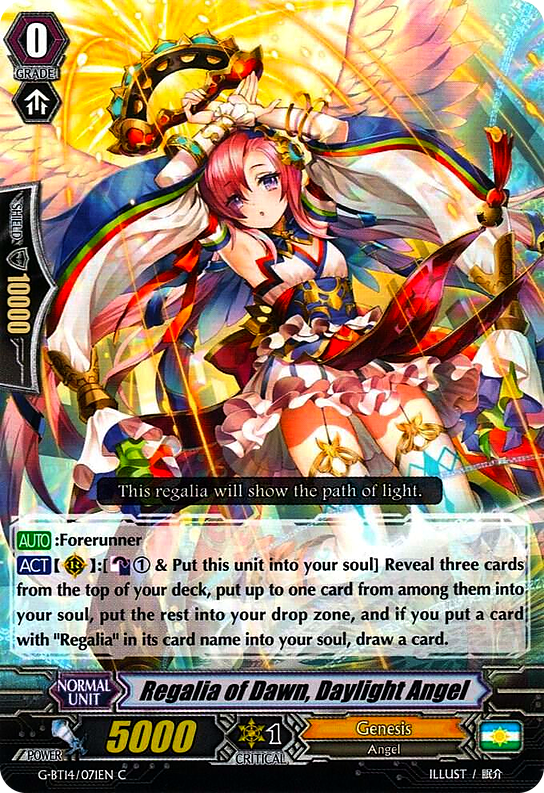 0
GRADE
SHIELD
10000
This regalia will show the path of light.
AUTO:Forerunner
ACT[R]:[① & Put this unit into your soul] Reveal three cards
from the top of your deck, put up to one card from among them into
your soul, put the rest into your drop zone, and if you put a card
with "Regalia" in its card name into your soul, draw a card.
NORMAL
UNIT
Regalia of Dawn, Daylight Angel
POWER
5000
1
CRITICAL
Genesis
Angel
G-BT14/071EN C
ILLUST / 眠介